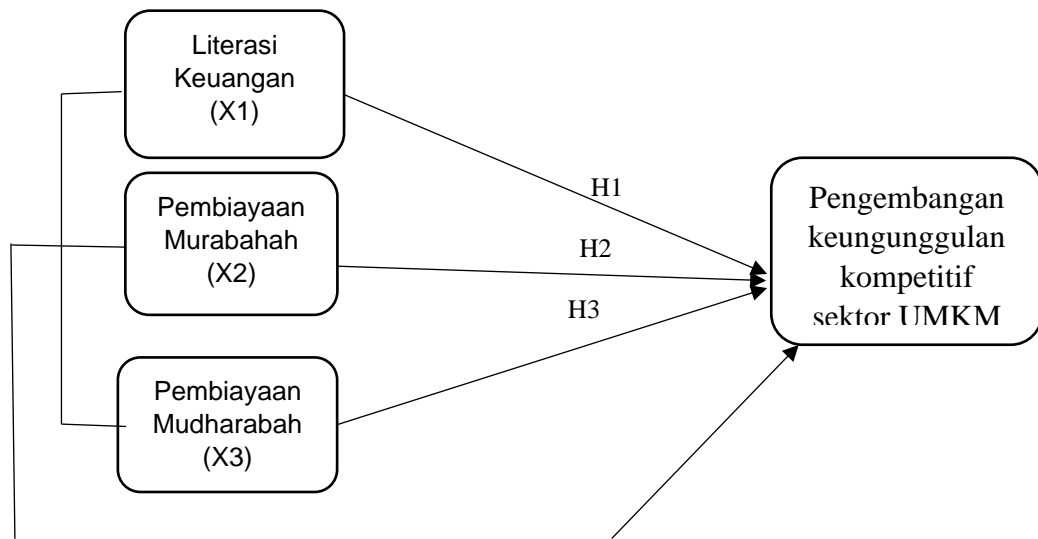 Literasi
Keuangan
(X1)
Pembiayaan
Murabahah
(X2)
Pembiayaan
Mudharabah
(X3)
H1
H2
H3
Pengembangan
keungunggulan
kompetitif
sektor UMKM